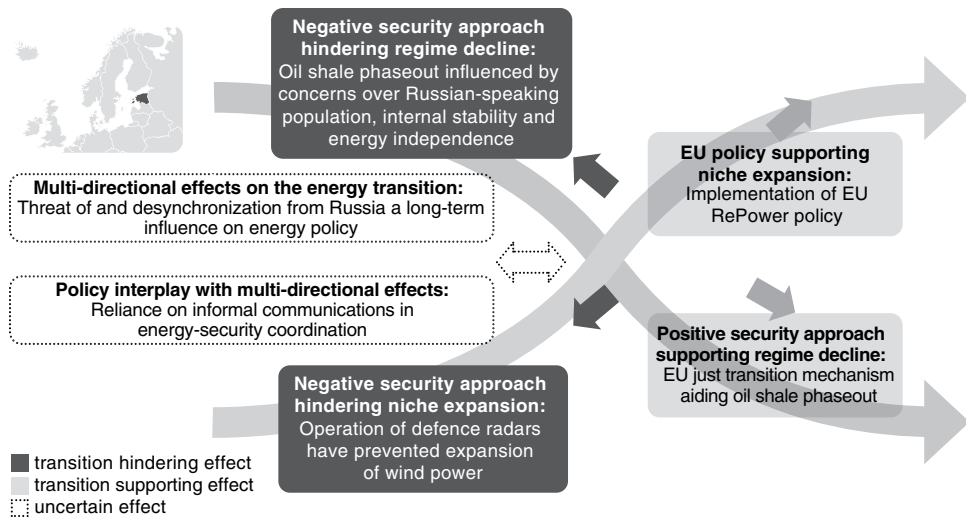 Negative security approach
hindering regime decline:
Oil shale phaseout influenced by
concerns over Russian-speaking
population, internal stability and
energy independence
Multi-directional effects on the energy transition:
Threat of and desynchronization from Russia a long-term
influence on energy policy
Policy interplay with multi-directional effects:
Reliance on informal communications in
energy-security coordination
Negative security approach
hindering niche expansion:
Operation of defence radars
have prevented expansion
of wind power
EU policy supporting
niche expansion:
Implementation of EU
RePower policy
Positive security approach
supporting regime decline:
EU just transition mechanism
aiding oil shale phaseout
transition hindering effect
transition supporting effect
uncertain effect